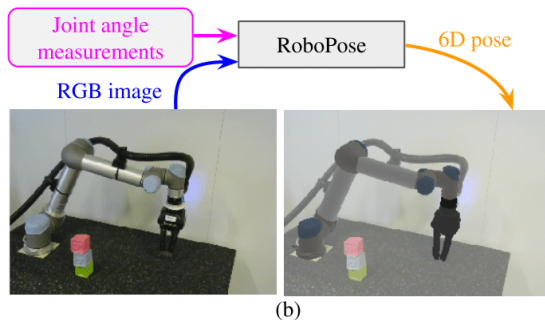 Joint angle
measurements
RoboPose
6D pose
RGB image
(b)